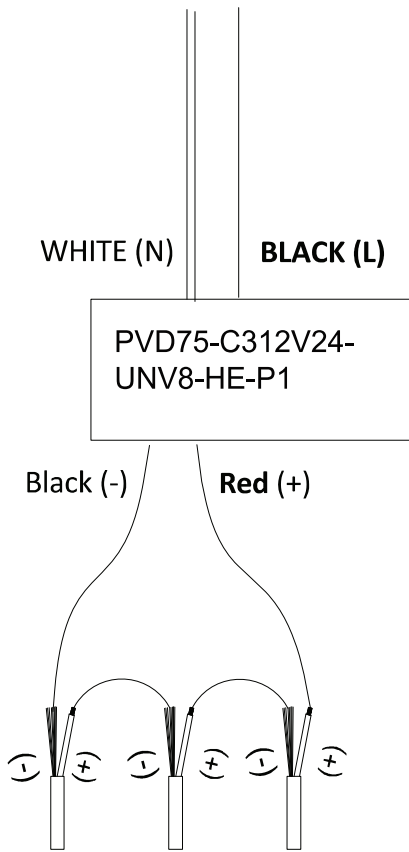 WHITE (N) BLACK (L)
PVD75-C312V24-
UNV8-HE-P1
Black (-) Red (+)
(-) (+) (-) (+) (-) (+)